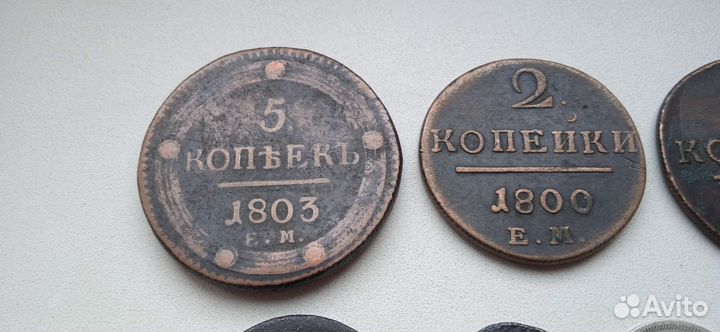 5
КОПѢЕКЪ
1803
Е.М.
2.
КОПЕЙКИ
1800
Е.М.
Avito